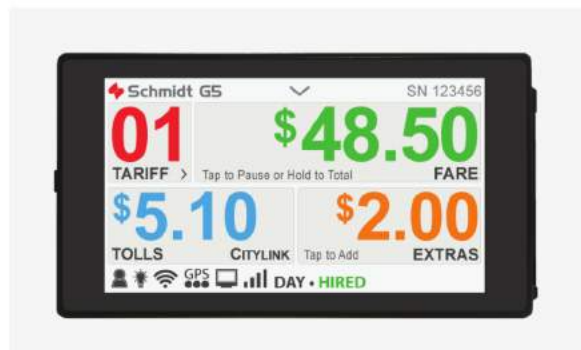 Schmidt G5 SN 123456
01 $48.50
TARIFF > Tap to Pause or Hold to Total FARE
$5.10 $2.00
TOLLS CITYLINK Tap to Add EXTRAS
GPS DAY • HIRED